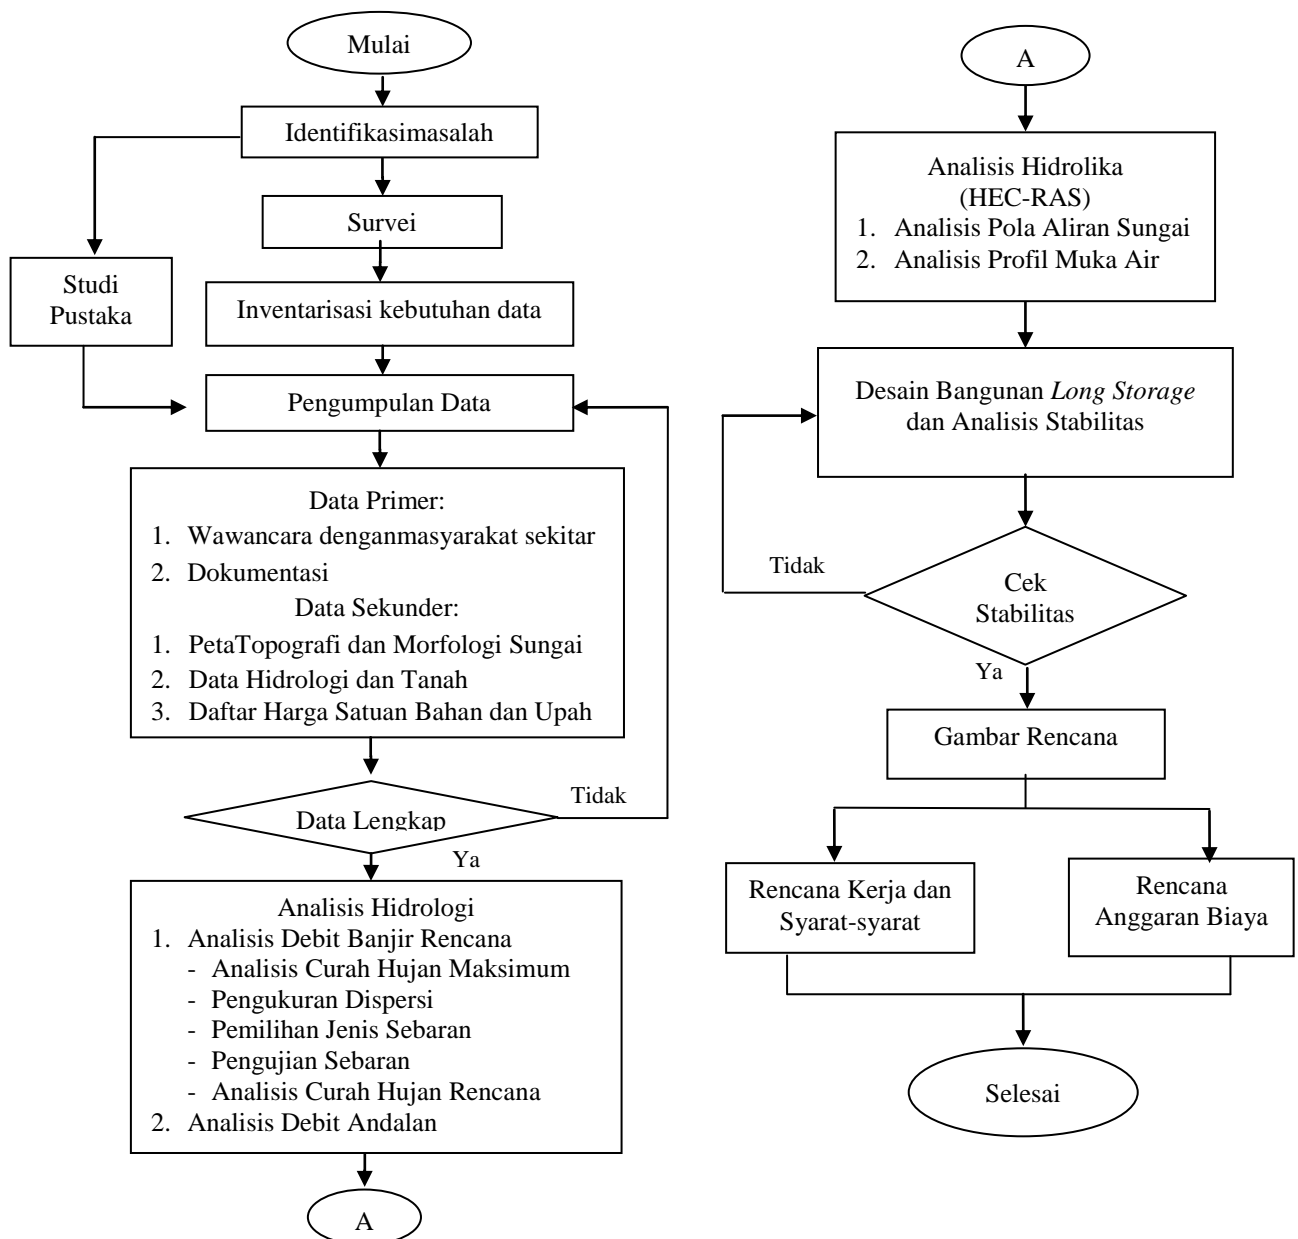 Mulai
Identifikasimasalah
Survei
Studi
Pustaka
Inventarisasi kebutuhan data
Pengumpulan Data
Data Primer:
1. Wawancara denganmasyarakat sekitar
2. Dokumentasi
Data Sekunder:
1. PetaTopografi dan Morfologi Sungai
2. Data Hidrologi dan Tanah
3. Daftar Harga Satuan Bahan dan Upah
Tidak
Data Lengkap
Ya
Analisis Hidrologi
1. Analisis Debit Banjir Rencana
- Analisis Curah Hujan Maksimum
- Pengukuran Dispersi
- Pemilihan Jenis Sebaran
- Pengujian Sebaran
- Analisis Curah Hujan Rencana
2. Analisis Debit Andalan
A
A
Analisis Hidrolika
(HEC-RAS)
1. Analisis Pola Aliran Sungai
2. Analisis Profil Muka Air
Desain Bangunan Long Storage
dan Analisis Stabilitas
Tidak
Cek
Stabilitas
Ya
Gambar Rencana
Rencana Kerja dan
Syarat-syarat
Rencana
Anggaran Biaya
Selesai